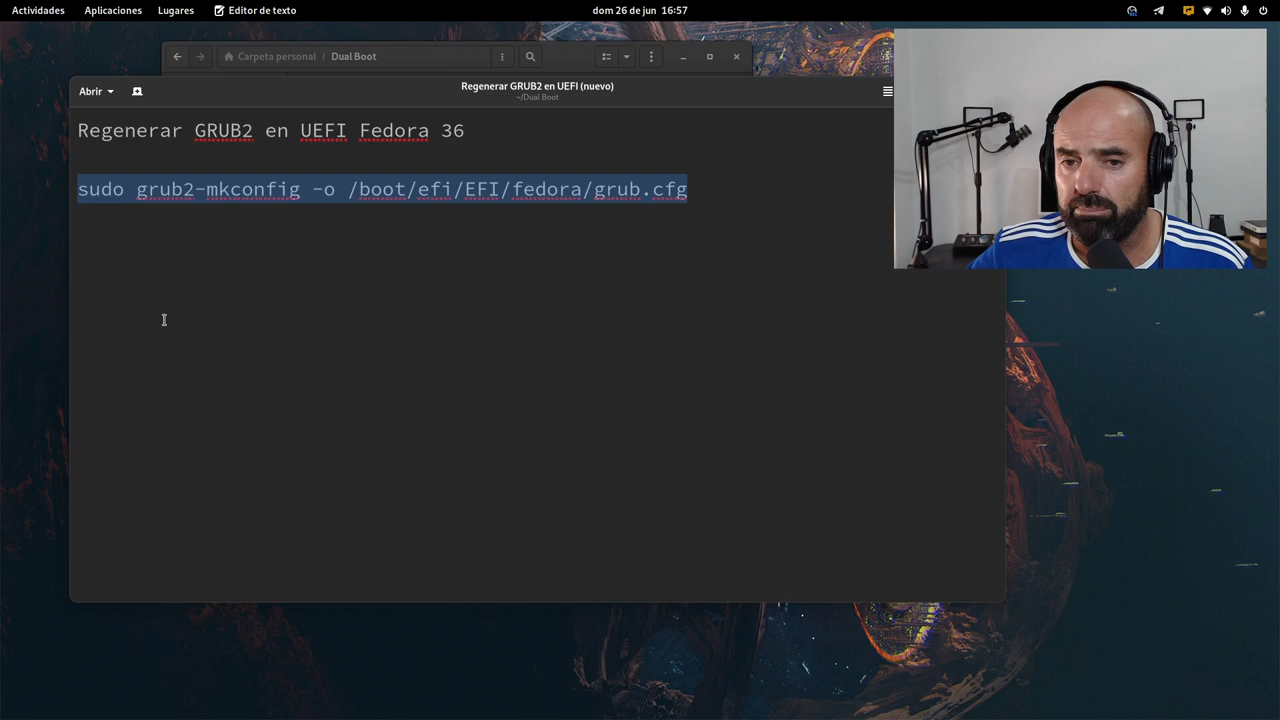 Actividades Aplicaciones Lugares Editor de texto dom 26 de jun 16:57
Carpeta personal / Dual Boot
Abrir Regenerar GRUB2 en UEFI (nuevo)
~/Dual Boot
Regenerar GRUB2 en UEFI Fedora 36
sudo grub2-mkconfig -o /boot/efi/EFI/fedora/grub.cfg